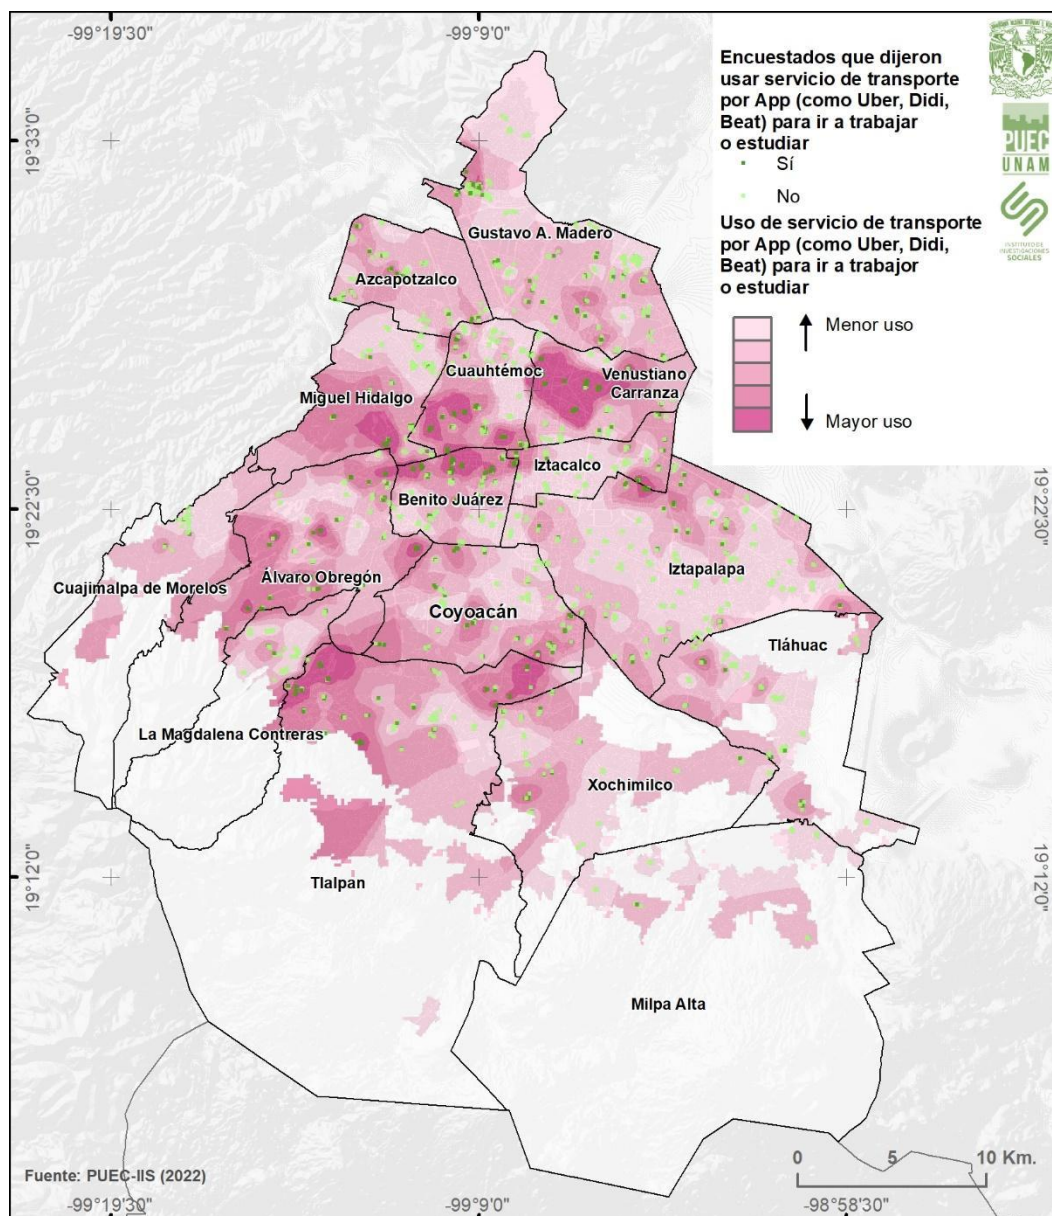 -99°19'30"
-99°9'0"
Encuestados que dijeron
usar servicio de transporte
por App (como Uber, Didi,
Beat) para ir a trabajar
o estudiar
Sí
No
Uso de servicio de transporte
por App (como Uber, Didi,
Beat) para ir a trabajor
o estudiar
Menor uso
Mayor uso
PUEC
UNAM
INSTITUTO DE
INVESTIGACIONES
SOCIALES
19°33'0"
Gustavo A. Madero
Azcapotzalco
Cuauhtémoc
Venustiano
Carranza
Miguel Hidalgo
Iztacalco
Benito Juárez
19°22'30"
19°22'30"
Iztapalapa
Cuajimalpa de Morelos
Álvaro Obregón
Coyoacán
Tláhuac
La Magdalena Contreras
Xochimilco
19°12'0"
Tlalpan
19°12'0"
Milpa Alta
Fuente: PUEC-IIS (2022)
0 5 10 Km.
-99°19'30"
-99°9'0"
-98°58'30"